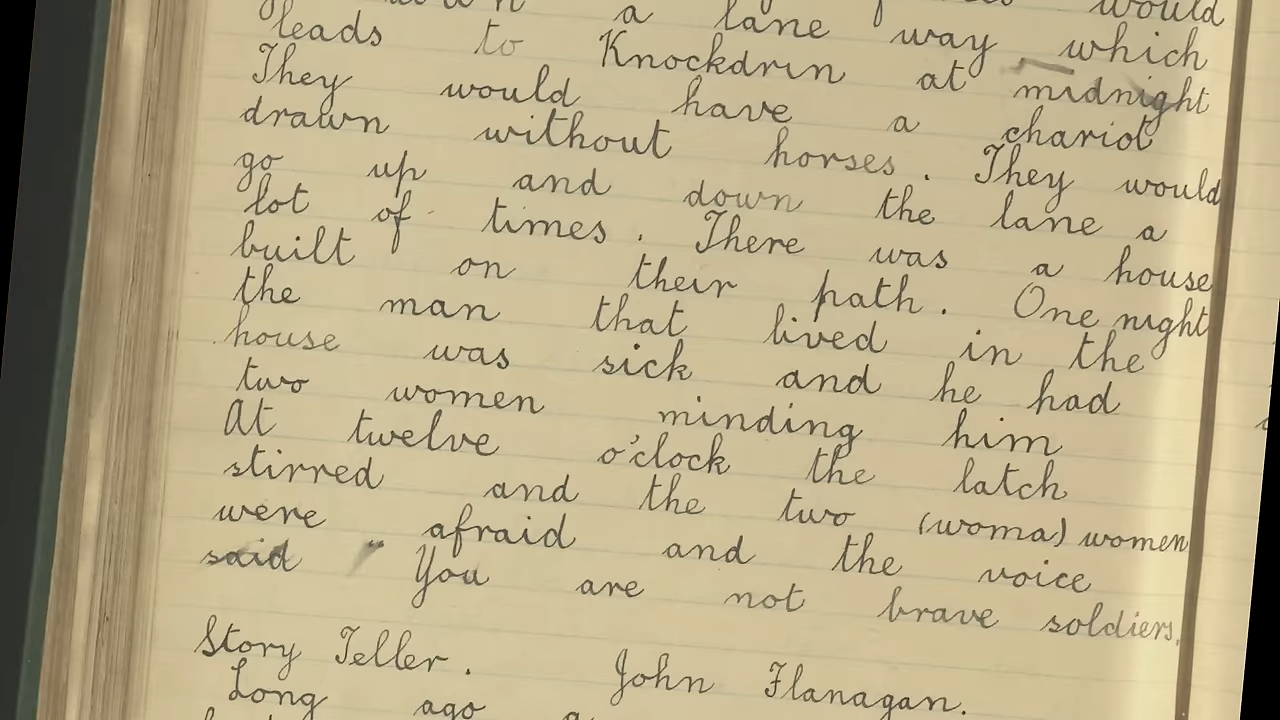 a lane way which
leads to Knockdrin at midnight
They would have a chariot
drawn without horses. They would
go up and down the lane a
lot of times. There was a house
built on their path. One night
the man that lived in the
house was sick and he had
two women minding him
At twelve o'clock the latch
stirred and the two (woma) women
were afraid and the voice
said "You are not brave soldiers.
Story Teller. John Flanagan.
Long ago a